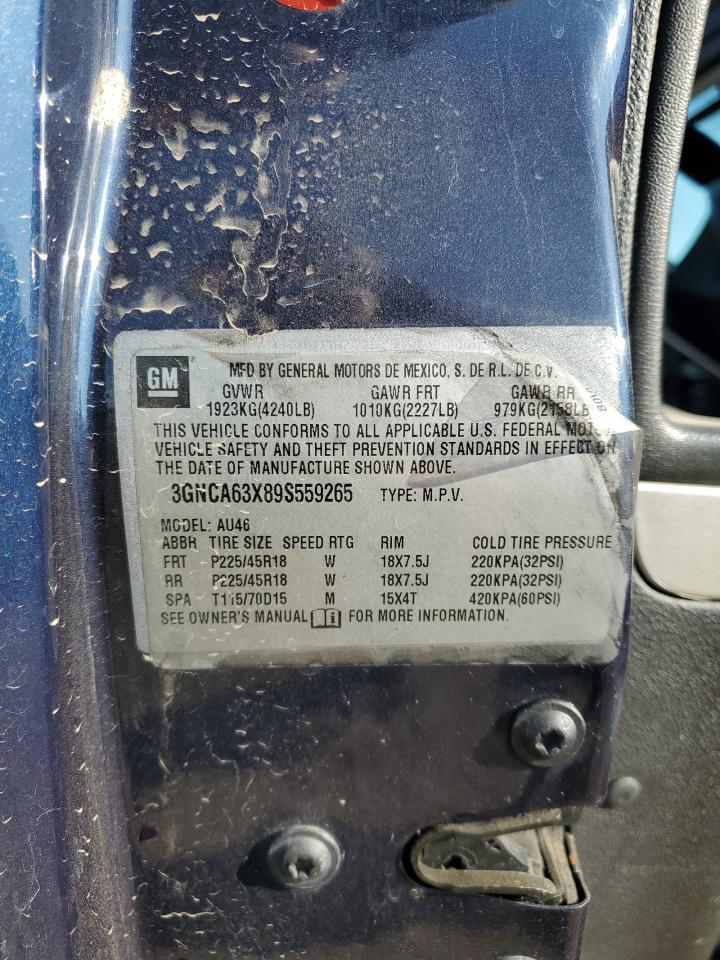 GM
MFD BY GENERAL MOTORS DE MEXICO, S. DE R.L. DE C.V.
GVWR GAWR FRT GAWR RR
1923KG(4240LB) 1010KG(2227LB) 979KG(2158LB
THIS VEHICLE CONFORMS TO ALL APPLICABLE U.S. FEDERAL MOTOR
VEHICLE SAFETY AND THEFT PREVENTION STANDARDS IN EFFECT ON
THE DATE OF MANUFACTURE SHOWN ABOVE.
3GNCA63X89S559265 TYPE: M.P.V.
MODEL: AU46
ABBR TIRE SIZE SPEED RTG RIM COLD TIRE PRESSURE
FRT P225/45R18 W 18X7.5J 220KPA(32PSI)
RR P225/45R18 W 18X7.5J 220KPA(32PSI)
SPA T115/70D15 M 15X4T 420KPA(60PSI)
SEE OWNER'S MANUAL i FOR MORE INFORMATION.